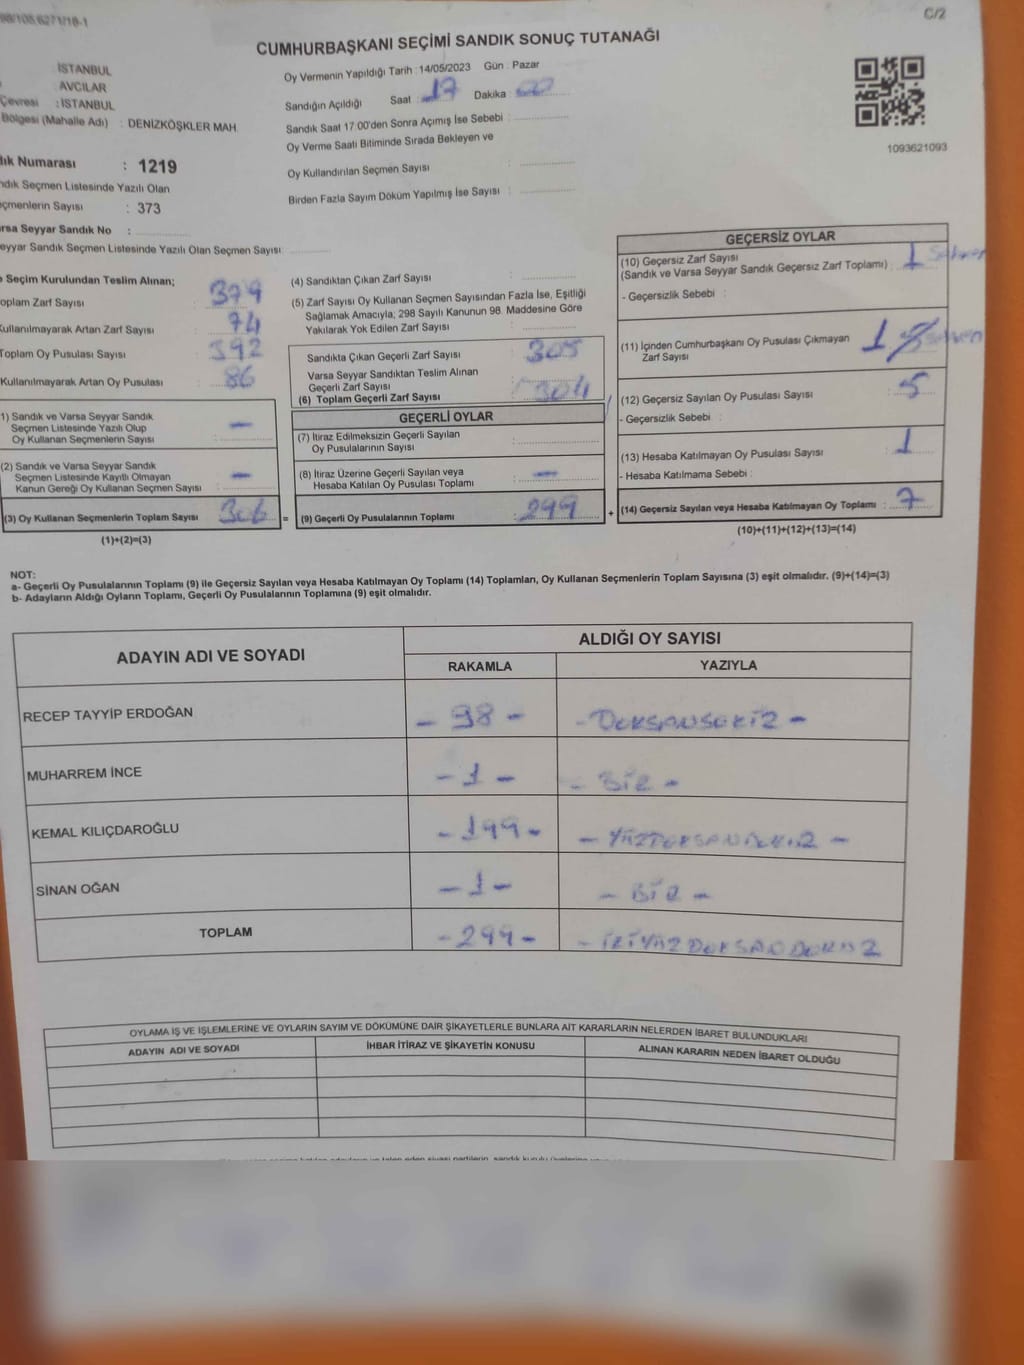 C/2
CUMHURBAŞKANI SEÇİMİ SANDIK SONUÇ TUTANAĞI
İSTANBUL
AVCILAR
Çevresi : İSTANBUL
Bölgesi (Mahalle Adı) : DENİZKÖŞKLER MAH.
Numarası : 1219
Seçmen Listesinde Yazılı Olan
Sayısı : 373
Seyyar Sandık No :
Seyyar Sandık Seçmen Listesinde Yazılı Olan Seçmen Sayısı:
Oy Vermenin Yapıldığı Tarih : 14/05/2023 Gün : Pazar
Sandığın Açıldığı Saat : 17 Dakika :
Sandık Saat 17:00'den Sonra Açımış İse Sebebi :
Oy Verme Saati Bitiminde Sırada Bekleyen ve
Oy Kullandırılan Seçmen Sayısı :
Birden Fazla Sayım Döküm Yapılmış İse Sayısı :
1093621093
Seçim Kurulundan Teslim Alınan;
Zarf Sayısı : 379
Artan Zarf Sayısı : 74
Toplam Oy Pusulası Sayısı : 392
Kullanılmayarak Artan Oy Pusulası : 86
1) Sandık ve Varsa Seyyar Sandık
Seçmen Listesinde Yazılı Olup
Oy Kullanan Seçmenlerin Sayısı : -
(2) Sandık ve Varsa Seyyar Sandık
Seçmen Listesinde Kayıtlı Olmayan
Kanun Gereği Oy Kullanan Seçmen Sayısı : -
(3) Oy Kullanan Seçmenlerin Toplam Sayısı : 306 =
(1)+(2)=(3)
(4) Sandıktan Çıkan Zarf Sayısı :
(5) Zarf Sayısı Oy Kullanan Seçmen Sayısından Fazla İse, Eşitliği
Sağlamak Amacıyla; 298 Sayılı Kanunun 98. Maddesine Göre
Yakılarak Yok Edilen Zarf Sayısı :
Sandıkta Çıkan Geçerli Zarf Sayısı : 305
Varsa Seyyar Sandıktan Teslim Alınan
Geçerli Zarf Sayısı :
(6) Toplam Geçerli Zarf Sayısı : 304
GEÇERLİ OYLAR
(7) İtiraz Edilmeksizin Geçerli Sayılan
Oy Pusulalarının Sayısı :
(8) İtiraz Üzerine Geçerli Sayılan veya
Hesaba Katılan Oy Pusulası Toplamı : -
(9) Geçerli Oy Pusulalarının Toplamı : 299 +
GEÇERSİZ OYLAR
(10) Geçersiz Zarf Sayısı
(Sandık ve Varsa Seyyar Sandık Geçersiz Zarf Toplamı) : 1
- Geçersizlik Sebebi :
(11) İçinden Cumhurbaşkanı Oy Pusulası Çıkmayan
Zarf Sayısı : 1
(12) Geçersiz Sayılan Oy Pusulası Sayısı : 5
- Geçersizlik Sebebi :
(13) Hesaba Katılmayan Oy Pusulası Sayısı : 1
- Hesaba Katılmama Sebebi :
(14) Geçersiz Sayılan veya Hesaba Katılmayan Oy Toplamı : 7
(10)+(11)+(12)+(13)=(14)
NOT:
a- Geçerli Oy Pusulalarının Toplamı (9) ile Geçersiz Sayılan veya Hesaba Katılmayan Oy Toplamı (14) Toplamları, Oy Kullanan Seçmenlerin Toplam Sayısına (3) eşit olmalıdır. (9)+(14)=(3)
b- Adayların Aldığı Oyların Toplamı, Geçerli Oy Pusulalarının Toplamına (9) eşit olmalıdır.
ADAYIN ADI VE SOYADI ALDIĞI OY SAYISI
RAKAMLA YAZIYLA
RECEP TAYYİP ERDOĞAN - 98 - - DOKSANSEKİZ -
MUHARREM İNCE - 1 - - BİR -
KEMAL KILIÇDAROĞLU - 199 - - YÜZDOKSANDOKUZ -
SİNAN OĞAN - 1 - - BİR -
TOPLAM - 299 - - İKİYÜZDOKSANDOKUZ
OYLAMA İŞ VE İŞLEMLERİNE VE OYLARIN SAYIM VE DÖKÜMÜNE DAİR ŞİKAYETLERLE BUNLARA AİT KARARLARIN NELERDEN İBARET BULUNDUKLARI
ADAYIN ADI VE SOYADI İHBAR İTİRAZ VE ŞİKAYETİN KONUSU ALINAN KARARIN NEDEN İBARET OLDUĞU